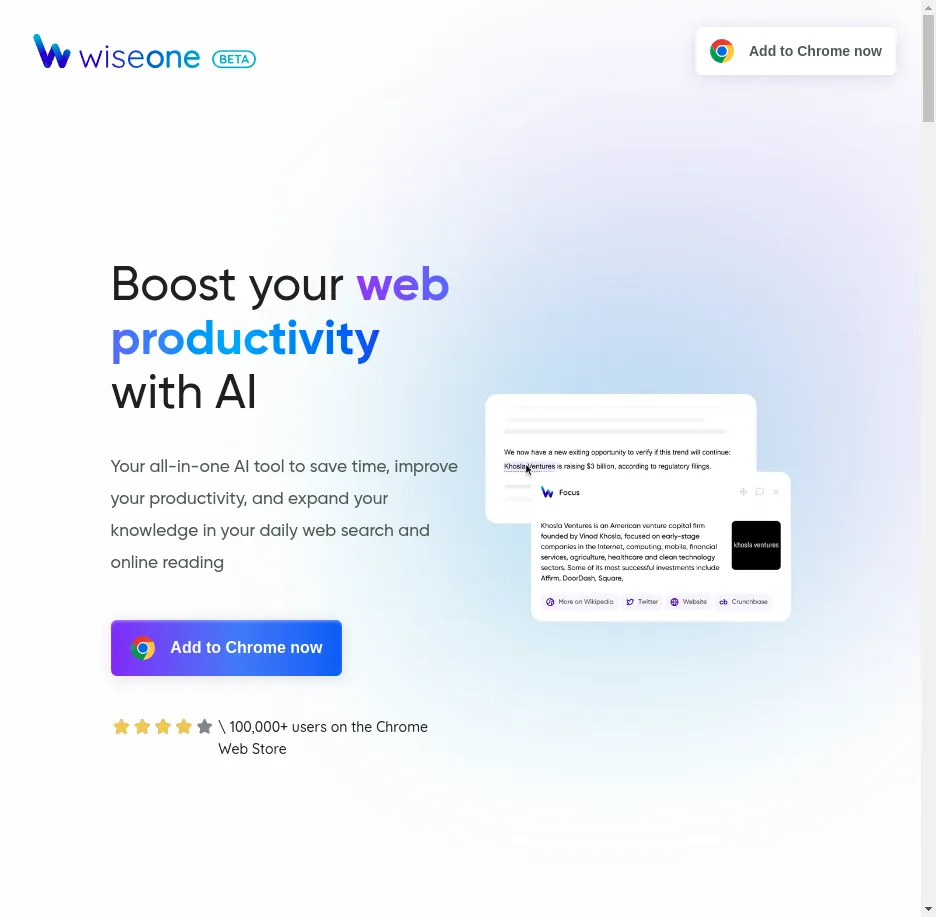 wiseone BETA
Add to Chrome now
Boost your web
productivity
with AI
Your all-in-one AI tool to save time, improve
your productivity, and expand your
knowledge in your daily web search and
online reading
Add to Chrome now
\ 100,000+ users on the Chrome
Web Store
We now have a new exiting opportunity to verify if this trend will continue:
Khosla Ventures is raising $3 billion, according to regulatory filings.
Focus
Khosla Ventures is an American venture capital firm
founded by Vinod Khosla, focused on early-stage
companies in the Internet, computing, mobile, financial
services, agriculture, healthcare and clean technology
sectors. Some of its most successful investments include
Affirm, DoorDash, Square,
khosla ventures
More on Wikipedia Twitter Website cb Crunchbase